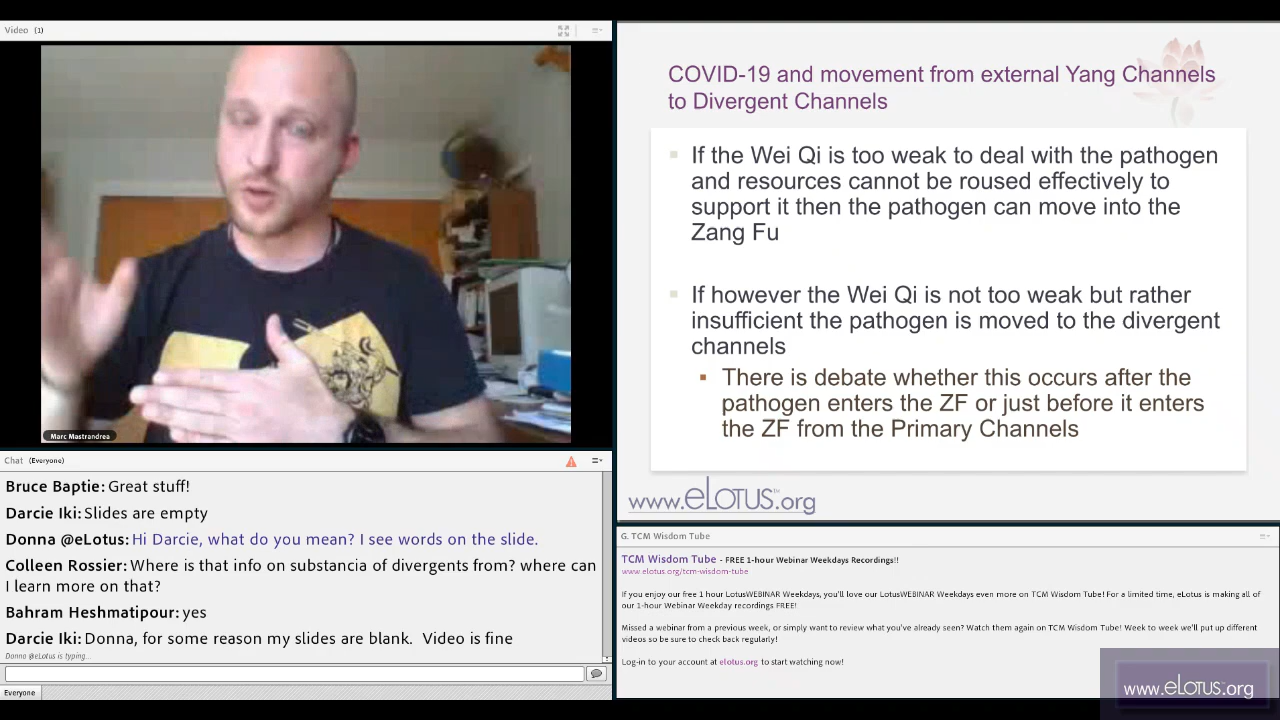 Video (1)
Marc Mastrandrea
Chat (Everyone)
Bruce Baptie: Great stuff!
Darcie Iki: Slides are empty
Donna @eLotus: Hi Darcie, what do you mean? I see words on the slide.
Colleen Rossier: Where is that info on substancia of divergents from? where can
I learn more on that?
Bahram Heshmatipour: yes
Darcie Iki: Donna, for some reason my slides are blank. Video is fine
Donna @eLotus is typing...
Everyone
COVID-19 and movement from external Yang Channels
to Divergent Channels
If the Wei Qi is too weak to deal with the pathogen
and resources cannot be roused effectively to
support it then the pathogen can move into the
Zang Fu
If however the Wei Qi is not too weak but rather
insufficient the pathogen is moved to the divergent
channels
There is debate whether this occurs after the
pathogen enters the ZF or just before it enters
the ZF from the Primary Channels
www.eLOTUS.org
G. TCM Wisdom Tube
TCM Wisdom Tube - FREE 1-hour Webinar Weekdays Recordings!!
www.elotus.org/tcm-wisdom-tube
If you enjoy our free 1 hour LotusWEBINAR Weekdays, you'll love our LotusWEBINAR Weekdays even more on TCM Wisdom Tube! For a limited time, eLotus is making all of
our 1-hour Webinar Weekday recordings FREE!
Missed a webinar from a previous week, or simply want to review what you've already seen? Watch them again on TCM Wisdom Tube! Week to week we'll put up different
videos so be sure to check back regularly!
Log-in to your account at elotus.org to start watching now!
www.eLOTUS.org